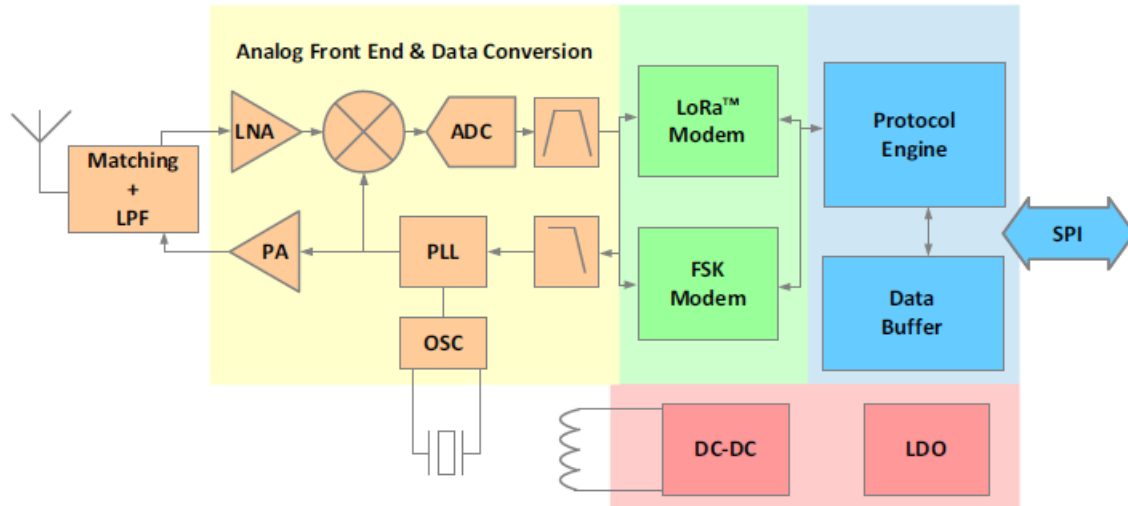 Analog Front End & Data Conversion
LNA
ADC
LoRa™
Modem
Protocol
Engine
Matching
+
LPF
PA
PLL
FSK
Modem
SPI
Data
Buffer
OSC
DC-DC
LDO